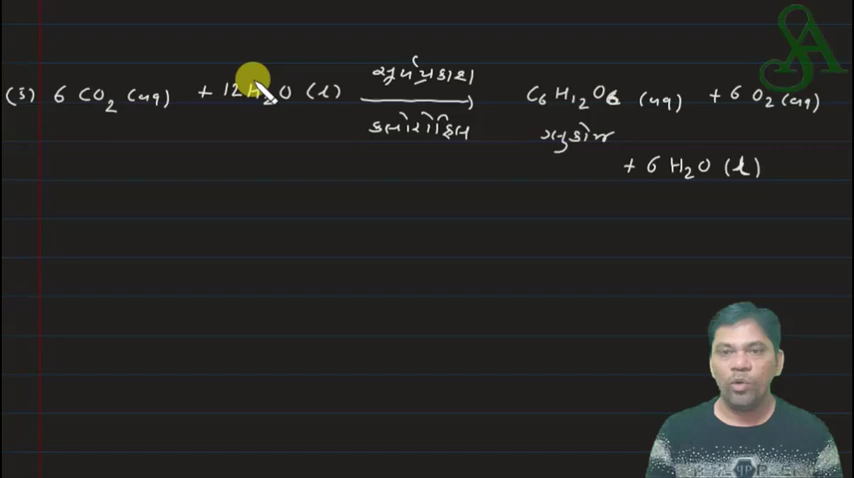 (3) 6 CO₂ (aq) + 12 H₂O (l) સૂર્યપ્રકાશ → ક્લોરોફિલ C₆H₁₂O₆ (aq) + 6 O₂ (aq)
ગ્લુકોઝ
+ 6 H₂O (l)